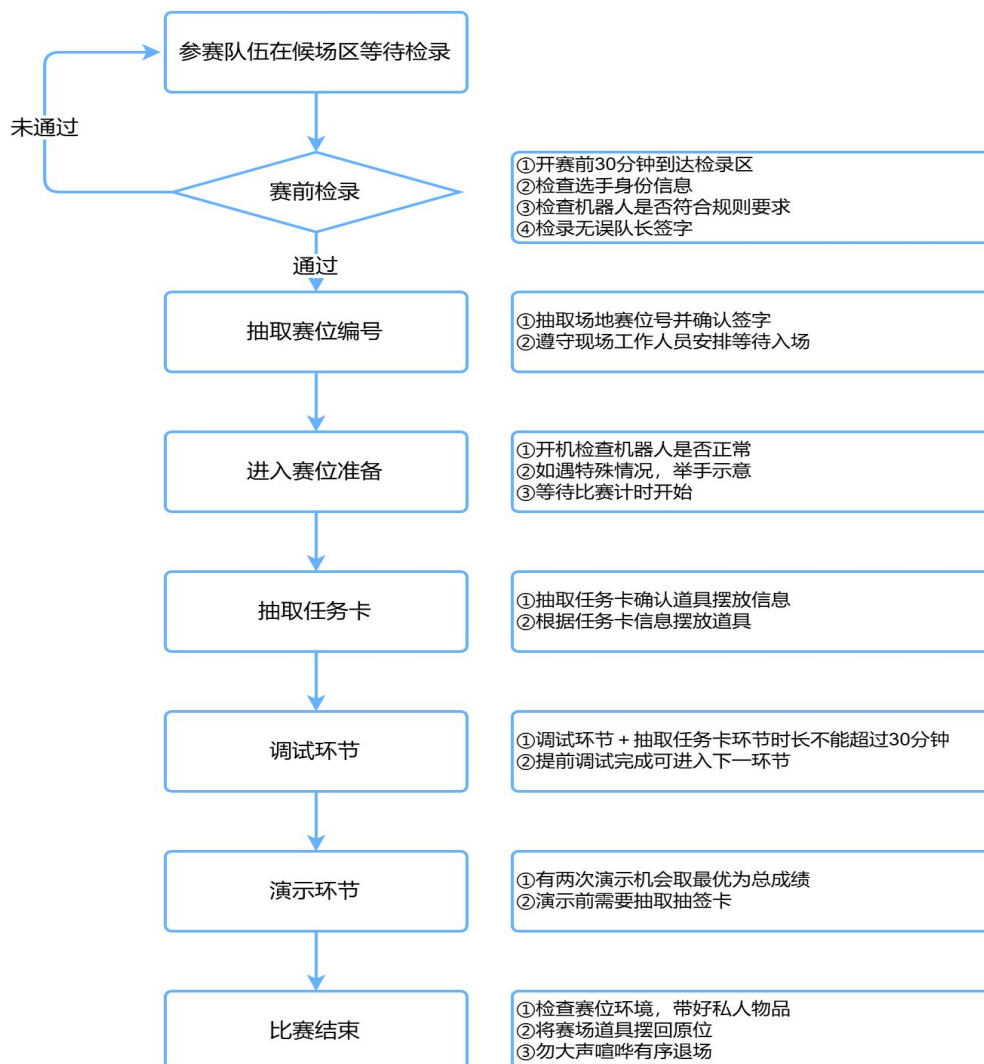 参赛队伍在候场区等待检录
未通过
赛前检录
①开赛前30分钟到达检录区
②检查选手身份信息
③检查机器人是否符合规则要求
④检录无误队长签字
通过
抽取赛位编号
①抽取场地赛位号并确认签字
②遵守现场工作人员安排等待入场
进入赛位准备
①开机检查机器人是否正常
②如遇特殊情况，举手示意
③等待比赛计时开始
抽取任务卡
①抽取任务卡确认道具摆放信息
②根据任务卡信息摆放道具
调试环节
①调试环节＋抽取任务卡环节时长不能超过30分钟
②提前调试完成可进入下一环节
演示环节
①有两次演示机会取最优为总成绩
②演示前需要抽取抽签卡
比赛结束
①检查赛位环境，带好私人物品
②将赛场道具摆回原位
③勿大声喧哗有序退场